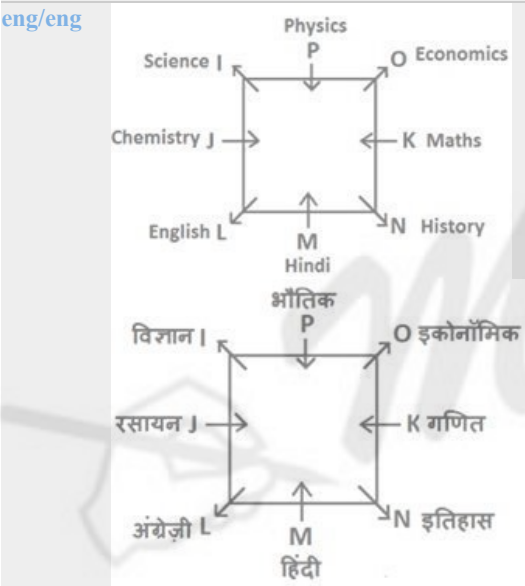 eng/eng
Physics
P
Science I
O Economics
Chemistry J
K Maths
English L
N History
M
Hindi
भौतिक
P
विज्ञान I
O इकोनॉमिक
रसायन J
K गणित
अंग्रेज़ी L
N इतिहास
M
हिंदी